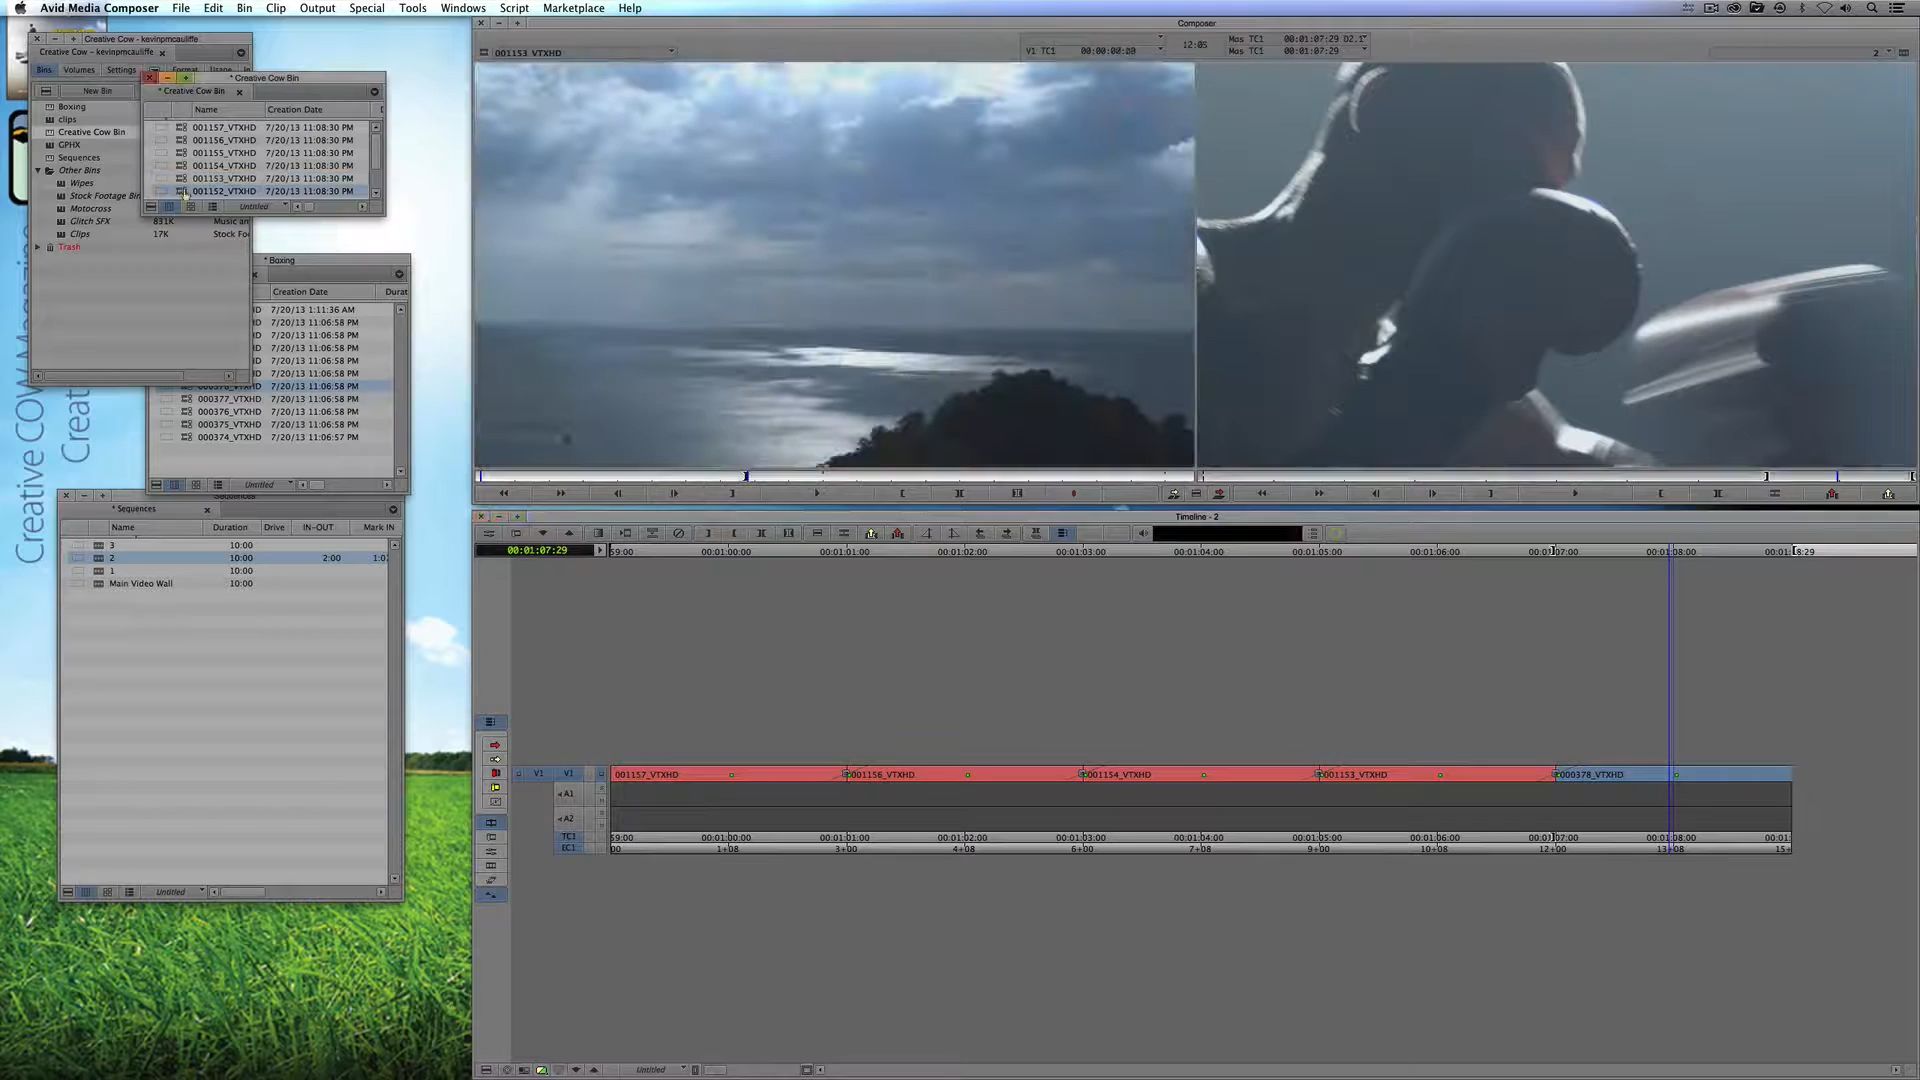 Avid Media Composer File Edit Bin Clip Output Special Tools Windows Script Marketplace Help
Creative Cow – kevinpmcauliffe
Creative Cow – kevinpmcauliffe
Bins Volumes Settings Format Usage
New Bin
Boxing
clips
Creative Cow Bin
GPHX
Sequences
Other Bins
Wipes
Stock Footage Bin
Motocross
Glitch SFX 831K Music an
Clips 17K Stock Foo
Trash
* Creative Cow Bin
* Creative Cow Bin
Name Creation Date
001157_VTXHD 7/20/13 11:08:30 PM
001156_VTXHD 7/20/13 11:08:30 PM
001155_VTXHD 7/20/13 11:08:30 PM
001154_VTXHD 7/20/13 11:08:30 PM
001153_VTXHD 7/20/13 11:08:30 PM
001152_VTXHD 7/20/13 11:08:30 PM
Untitled
* Boxing
Creation Date Durat
HD 7/20/13 1:11:36 AM
HD 7/20/13 11:06:58 PM
HD 7/20/13 11:06:58 PM
HD 7/20/13 11:06:58 PM
HD 7/20/13 11:06:58 PM
000378_VTXHD 7/20/13 11:06:58 PM
000377_VTXHD 7/20/13 11:06:58 PM
000376_VTXHD 7/20/13 11:06:58 PM
000375_VTXHD 7/20/13 11:06:58 PM
000374_VTXHD 7/20/13 11:06:57 PM
Untitled
Creative COW Magazine
Creat
Sequences
* Sequences
Name Duration Drive IN-OUT Mark IN
3 10:00
2 10:00 2:00 1:0
1 10:00
Main Video Wall 10:00
Untitled
Composer
001153_VTXHD
V1 TC1 00:00:00:00
12:05
Mas TC1 00:01:07:29 D2.1
Mas TC1 00:01:07:29
2
Timeline - 2
00:01:07:29
59:00 00:01:00:00 00:01:01:00 00:01:02:00 00:01:03:00 00:01:04:00 00:01:05:00 00:01:06:00 00:01:07:00 00:01:08:00 00:01:08:29
V1 V1 001157_VTXHD 001156_VTXHD 001154_VTXHD 001153_VTXHD 000378_VTXHD
A1
A2
TC1 59:00 00:01:00:00 00:01:01:00 00:01:02:00 00:01:03:00 00:01:04:00 00:01:05:00 00:01:06:00 00:01:07:00 00:01:08:00 00:01:
EC1 00 1+08 3+00 4+08 6+00 7+08 9+00 10+08 12+00 13+08 15+
Untitled